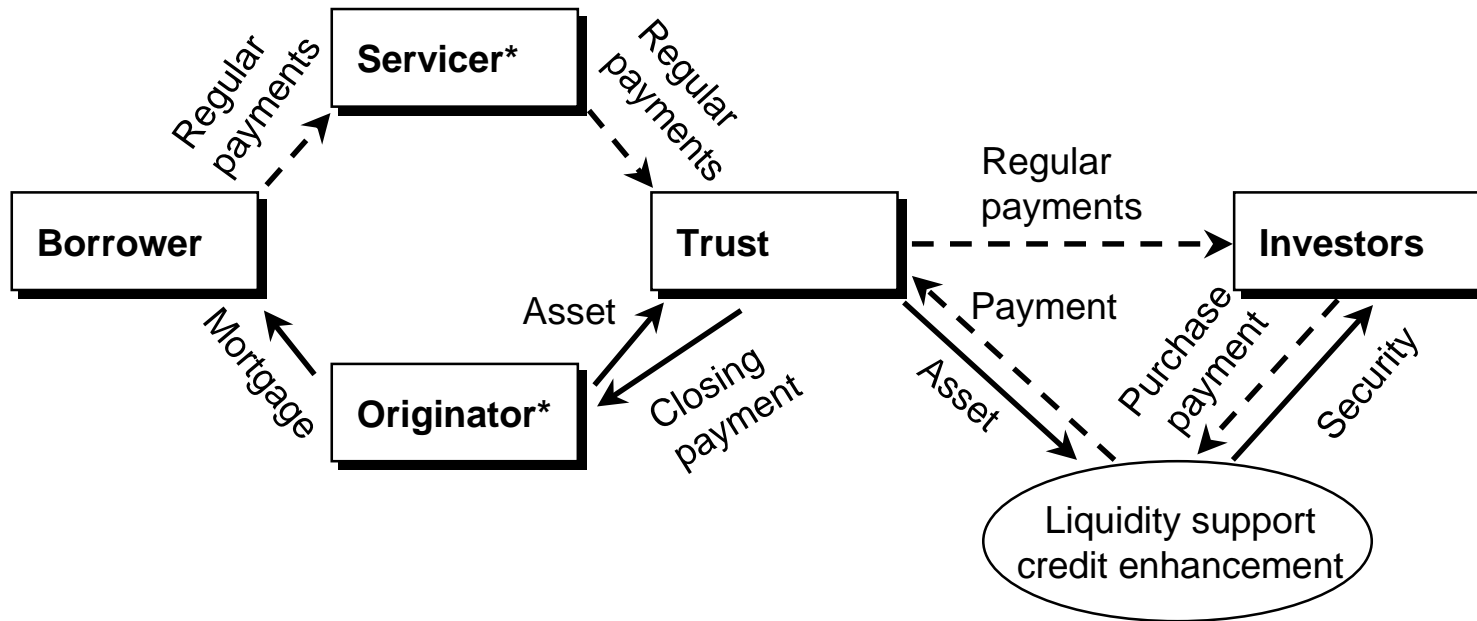 Servicer*
Regular
payments
Regular
payments
Borrower
Trust
Regular
payments
Investors
Mortgage
Asset
Originator*
Closing
payment
Payment
Asset
Purchase
payment
Security
Liquidity support
credit enhancement